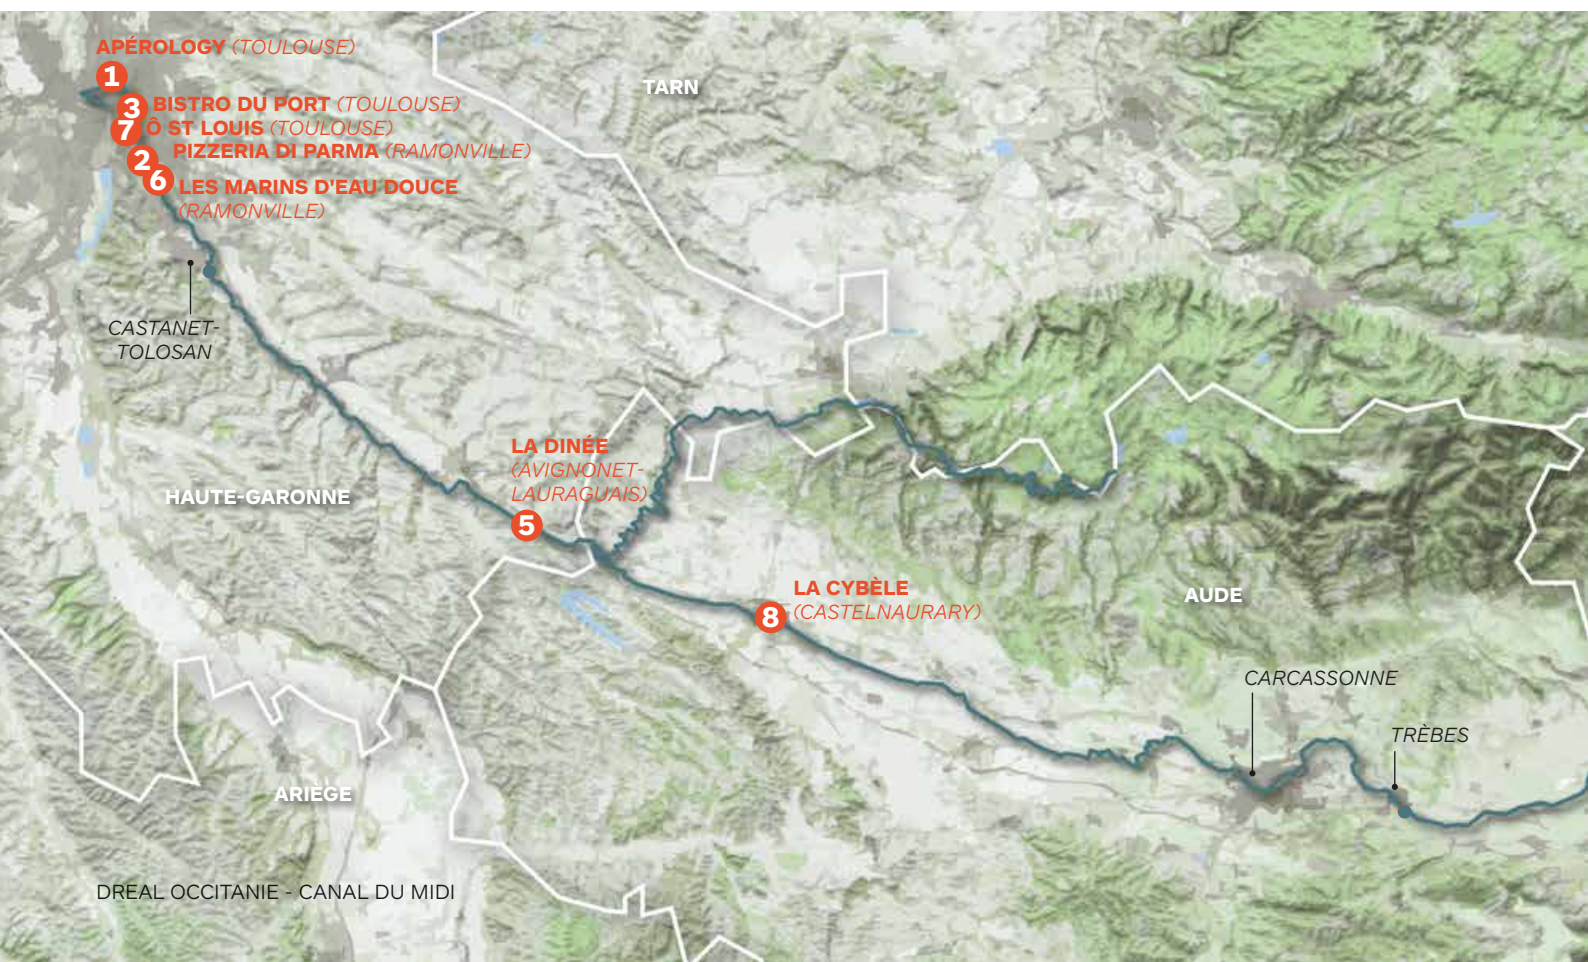 APÉROLOGY (TOULOUSE)
1
TARN
3 BISTRO DU PORT (TOULOUSE)
7 Ô ST LOUIS (TOULOUSE)
2 PIZZERIA DI PARMA (RAMONVILLE)
6 LES MARINS D'EAU DOUCE
(RAMONVILLE)
CASTANET-
TOLOSAN
LA DINÉE
(AVIGNONET-
LAURAGUAIS)
HAUTE-GARONNE
5
LA CYBÈLE
8 (CASTELNAURARY)
AUDE
CARCASSONNE
TRÈBES
ARIÈGE
DREAL OCCITANIE - CANAL DU MIDI